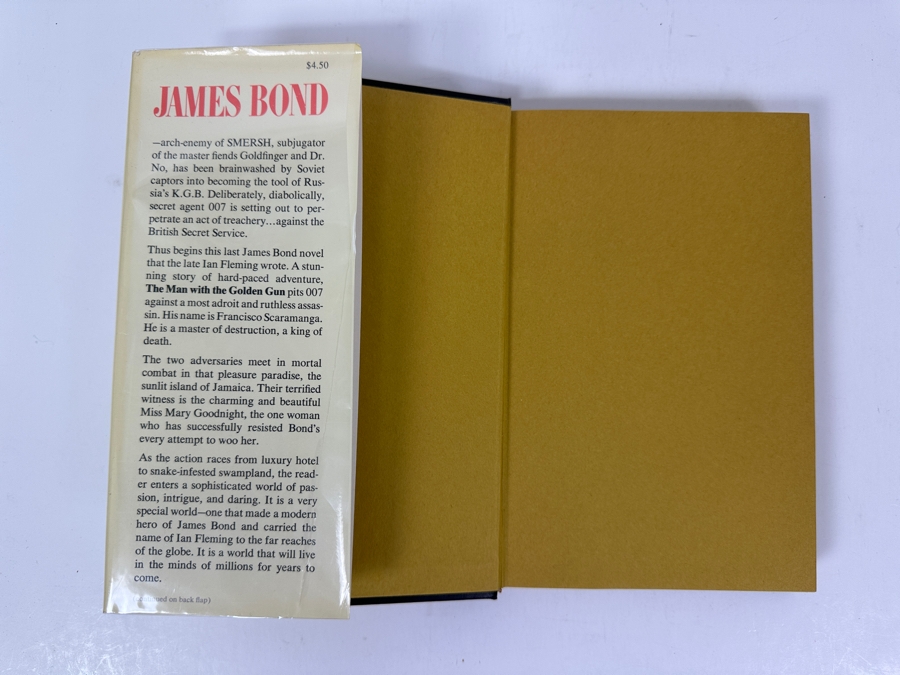 $4.50
JAMES BOND
—arch-enemy of SMERSH, subjugator
of the master fiends Goldfinger and Dr.
No, has been brainwashed by Soviet
captors into becoming the tool of Rus-
sia's K.G.B. Deliberately, diabolically,
secret agent 007 is setting out to per-
petrate an act of treachery...against the
British Secret Service.
Thus begins this last James Bond novel
that the late Ian Fleming wrote. A stun-
ning story of hard-paced adventure,
The Man with the Golden Gun pits 007
against a most adroit and ruthless assas-
sin. His name is Francisco Scaramanga.
He is a master of destruction, a king of
death.
The two adversaries meet in mortal
combat in that pleasure paradise, the
sunlit island of Jamaica. Their terrified
witness is the charming and beautiful
Miss Mary Goodnight, the one woman
who has successfully resisted Bond's
every attempt to woo her.
As the action races from luxury hotel
to snake-infested swampland, the read-
er enters a sophisticated world of pas-
sion, intrigue, and daring. It is a very
special world—one that made a modern
hero of James Bond and carried the
name of Ian Fleming to the far reaches
of the globe. It is a world that will live
in the minds of millions for years to
come.
on back flap)